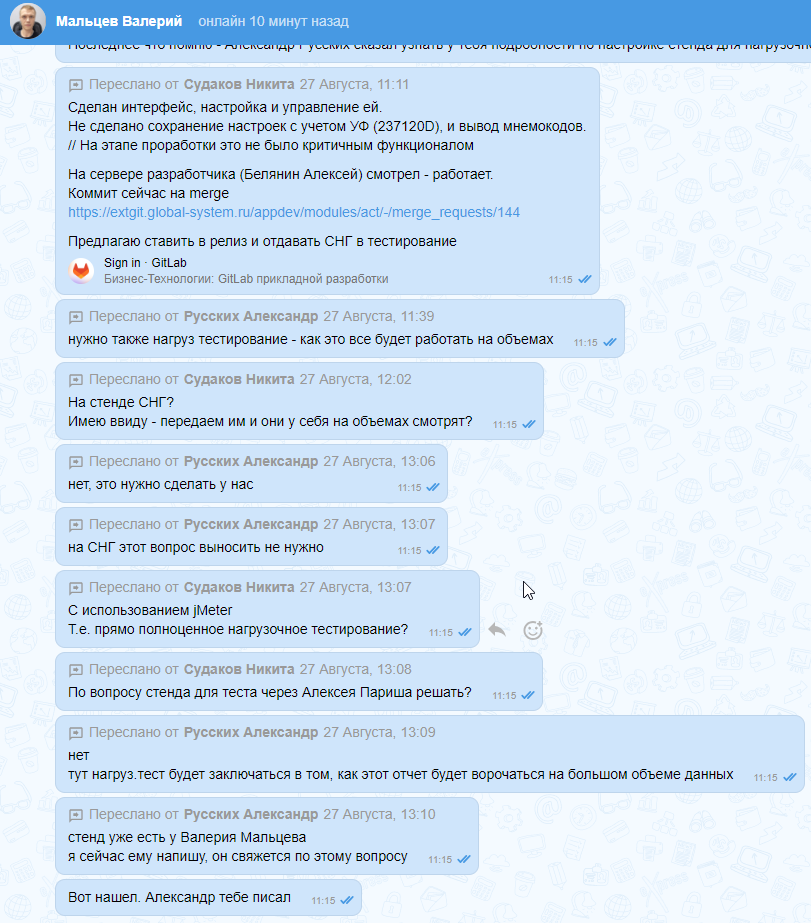 Мальцев Валерий онлайн 10 минут назад
Последнее что помню - Александр Русских сказал узнать у тебя подробности по настройке стенда для нагрузочн
Переслано от Судаков Никита 27 Августа, 11:11
Сделан интерфейс, настройка и управление ей.
Не сделано сохранение настроек с учетом УФ (237120D), и вывод мнемокодов.
// На этапе проработки это не было критичным функционалом
На сервере разработчика (Белянин Алексей) смотрел - работает.
Коммит сейчас на merge
https://extgit.global-system.ru/appdev/modules/act/-/merge_requests/144
Предлагаю ставить в релиз и отдавать СНГ в тестирование
Sign in · GitLab
Бизнес-Технологии: GitLab прикладной разработки
11:15
Переслано от Русских Александр 27 Августа, 11:39
нужно также нагруз тестирование - как это все будет работать на объемах 11:15
Переслано от Судаков Никита 27 Августа, 12:02
На стенде СНГ?
Имею ввиду - передаем им и они у себя на объемах смотрят? 11:15
Переслано от Русских Александр 27 Августа, 13:06
нет, это нужно сделать у нас 11:15
Переслано от Русских Александр 27 Августа, 13:07
на СНГ этот вопрос выносить не нужно 11:15
Переслано от Судаков Никита 27 Августа, 13:07
С использованием jMeter
Т.е. прямо полноценное нагрузочное тестирование? 11:15
Переслано от Судаков Никита 27 Августа, 13:08
По вопросу стенда для теста через Алексея Париша решать? 11:15
Переслано от Русских Александр 27 Августа, 13:09
нет
тут нагруз.тест будет заключаться в том, как этот отчет будет ворочаться на большом объеме данных 11:15
Переслано от Русских Александр 27 Августа, 13:10
стенд уже есть у Валерия Мальцева
я сейчас ему напишу, он свяжется по этому вопросу 11:15
Вот нашел. Александр тебе писал 11:15